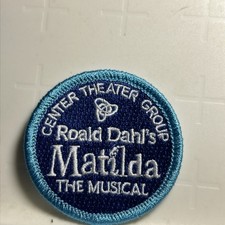 CENTER THEATER GROUP
Roald Dahl's
Matilda
THE MUSICAL